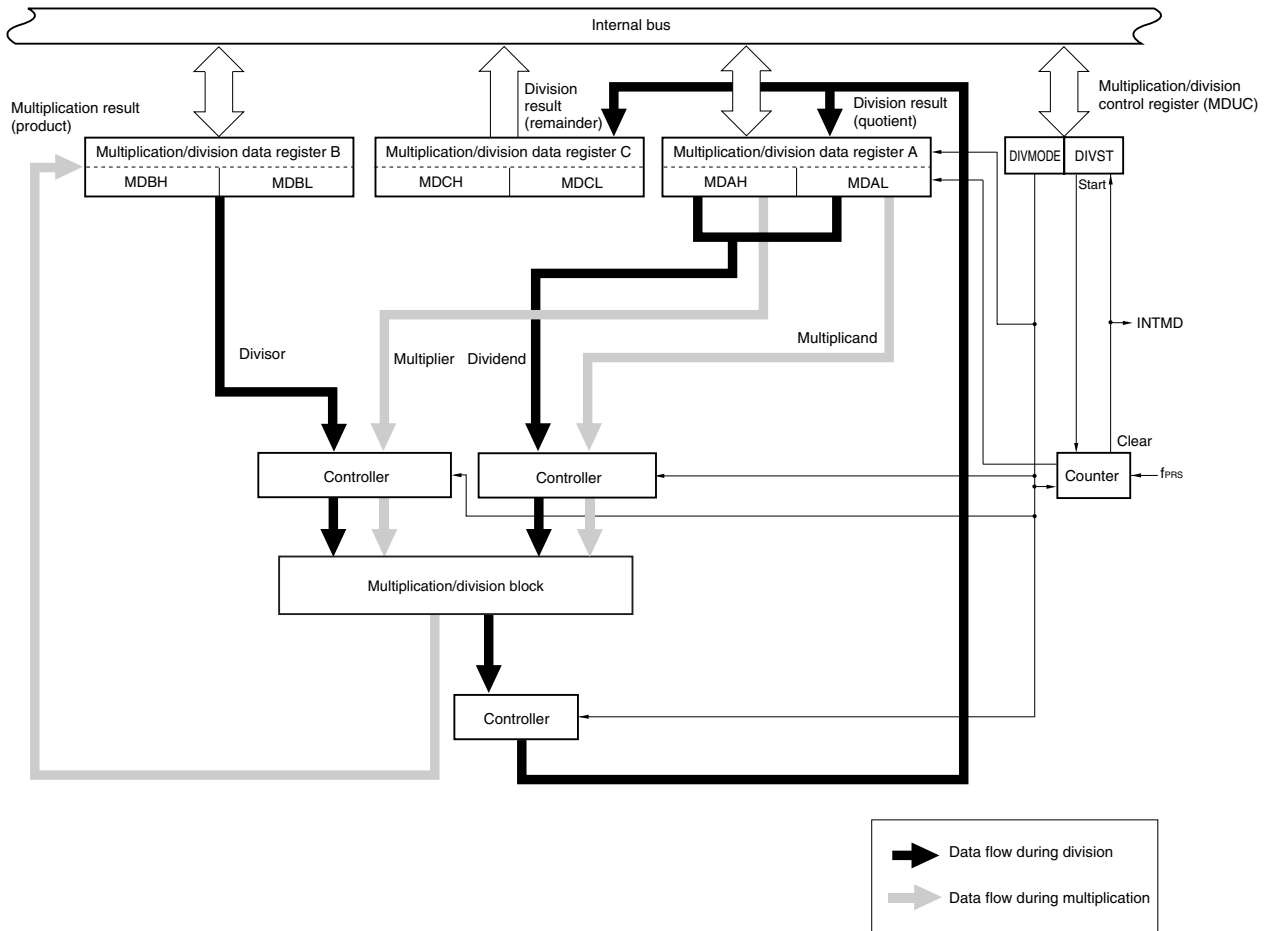 Internal bus
Multiplication result
(product)
Division
result
(remainder)
Division result
(quotient)
Multiplication/division
control register (MDUC)
Multiplication/division data register B
MDBH
MDBL
Multiplication/division data register C
MDCH
MDCL
Multiplication/division data register A
MDAH
MDAL
DIVMODE
DIVST
Start
INTMD
Divisor
Multiplier
Dividend
Multiplicand
Clear
Controller
Controller
Counter
fPRS
Multiplication/division block
Controller
Data flow during division
Data flow during multiplication